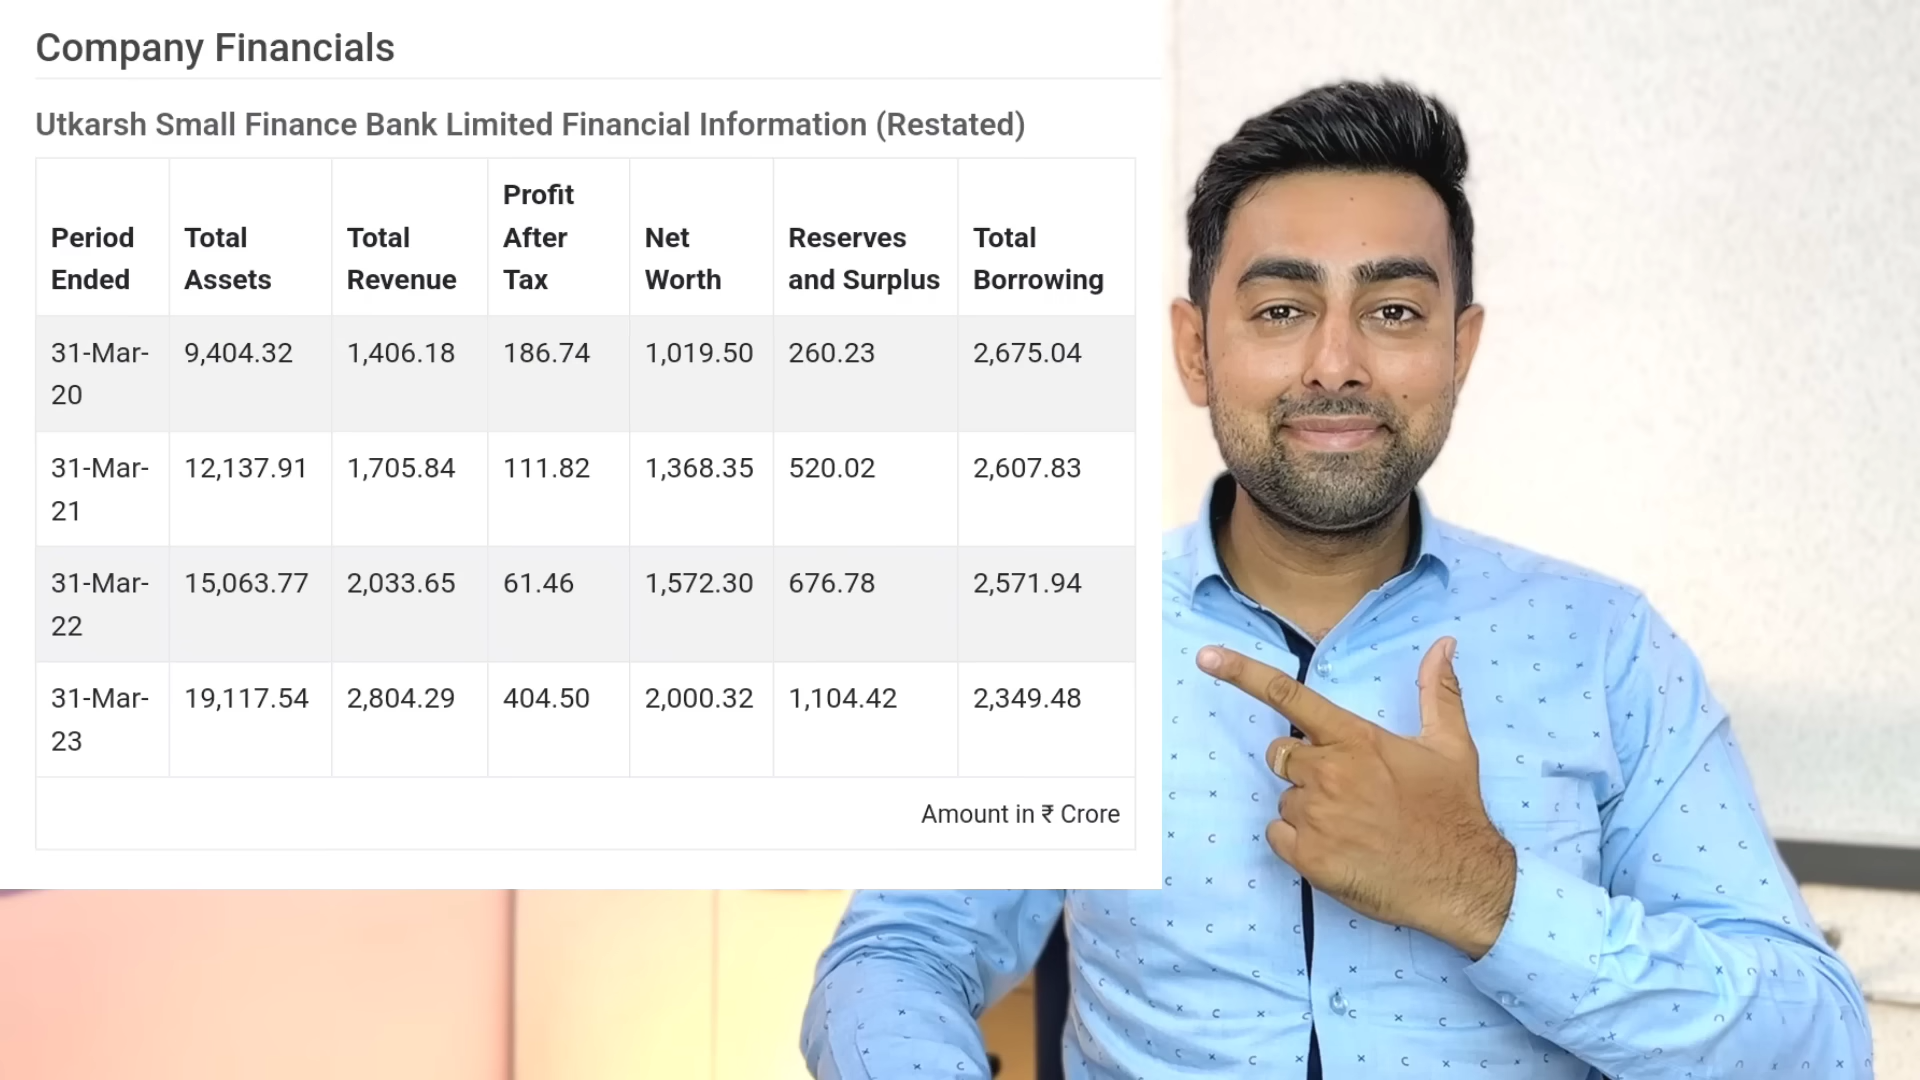 Company Financials
Utkarsh Small Finance Bank Limited Financial Information (Restated)
Period Ended Total Assets Total Revenue Profit After Tax Net Worth Reserves and Surplus Total Borrowing
31-Mar-20 9,404.32 1,406.18 186.74 1,019.50 260.23 2,675.04
31-Mar-21 12,137.91 1,705.84 111.82 1,368.35 520.02 2,607.83
31-Mar-22 15,063.77 2,033.65 61.46 1,572.30 676.78 2,571.94
31-Mar-23 19,117.54 2,804.29 404.50 2,000.32 1,104.42 2,349.48
Amount in ₹ Crore